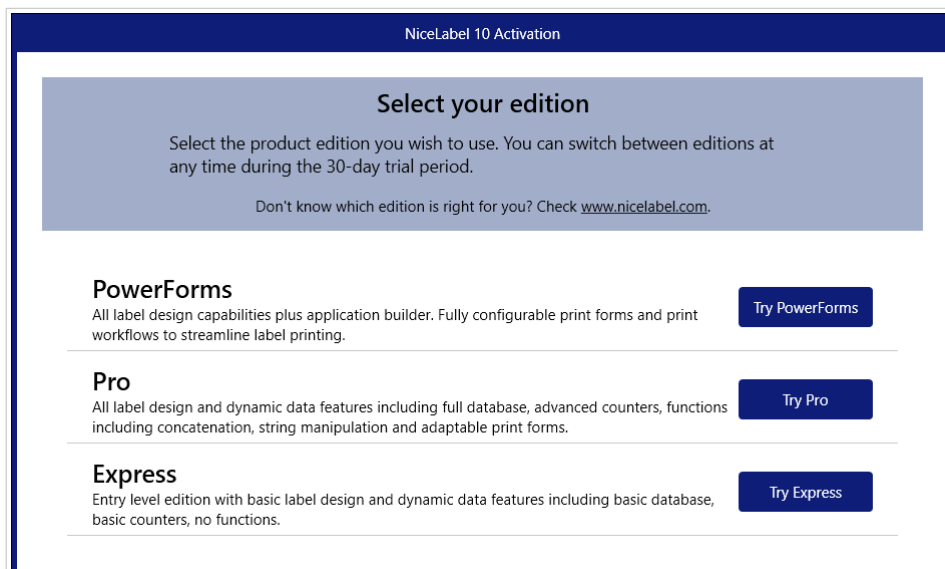 NiceLabel 10 Activation
Select your edition
Select the product edition you wish to use. You can switch between editions at
any time during the 30-day trial period.
Don't know which edition is right for you? Check www.nicelabel.com.
PowerForms
All label design capabilities plus application builder. Fully configurable print forms and print
workflows to streamline label printing.
Try PowerForms
Pro
All label design and dynamic data features including full database, advanced counters, functions
including concatenation, string manipulation and adaptable print forms.
Try Pro
Express
Entry level edition with basic label design and dynamic data features including basic database,
basic counters, no functions.
Try Express